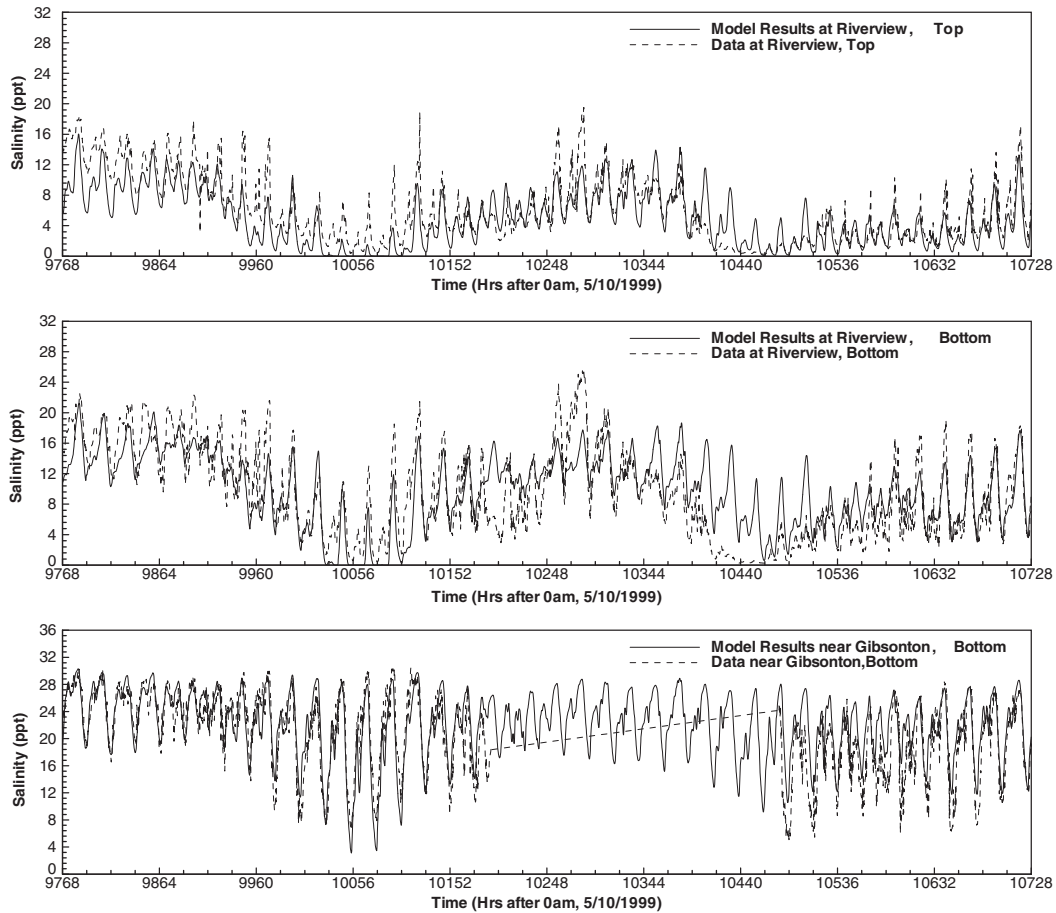 32
28
24
20
16
12
8
4
0
Salinity (ppt)
Model Results at Riverview, Top
Data at Riverview, Top
9768 9864 9960 10056 10152 10248 10344 10440 10536 10632 10728
Time (Hrs after 0am, 5/10/1999)
32
28
24
20
16
12
8
4
0
Salinity (ppt)
Model Results at Riverview, Bottom
Data at Riverview, Bottom
9768 9864 9960 10056 10152 10248 10344 10440 10536 10632 10728
Time (Hrs after 0am, 5/10/1999)
36
32
28
24
20
16
12
8
4
0
Salinity (ppt)
Model Results near Gibsonton, Bottom
Data near Gibsonton,Bottom
9768 9864 9960 10056 10152 10248 10344 10440 10536 10632 10728
Time (Hrs after 0am, 5/10/1999)